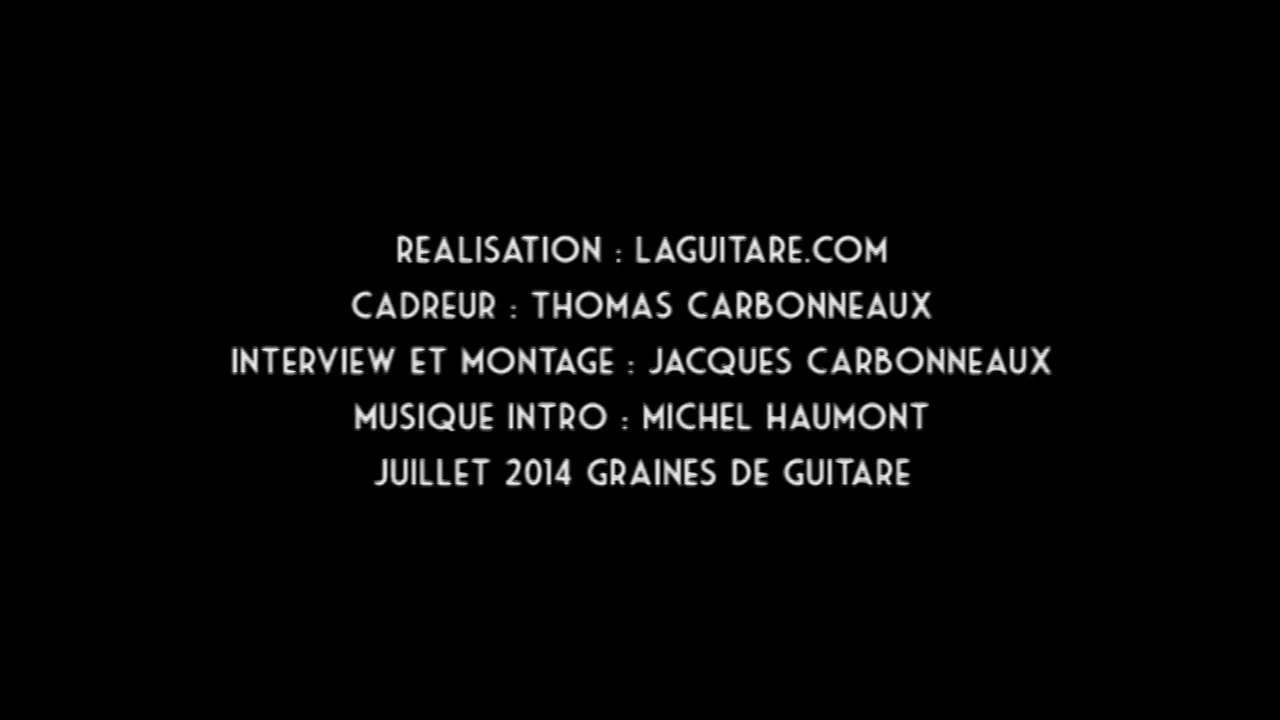 REALISATION : LAGUITARE.COM
CADREUR : THOMAS CARBONNEAUX
INTERVIEW ET MONTAGE : JACQUES CARBONNEAUX
MUSIQUE INTRO : MICHEL HAUMONT
JUILLET 2014 GRAINES DE GUITARE